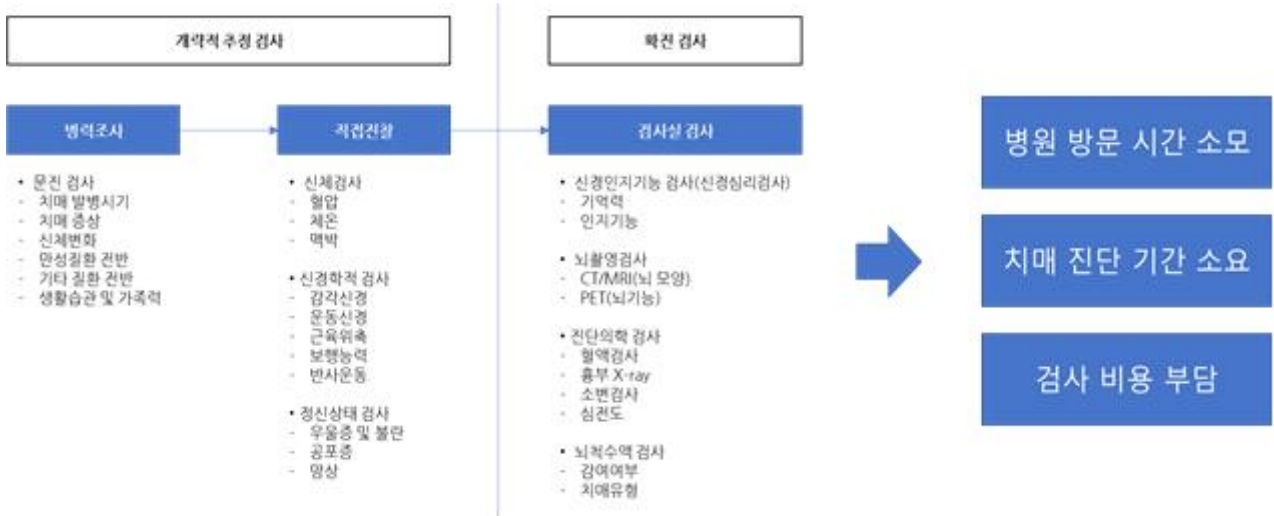 개략적 추정 검사
확진 검사
병력조사
직접진찰
검사실 검사
• 문진 검사
- 치매 발병시기
- 치매 증상
- 신체변화
- 만성질환 전반
- 기타 질환 전반
- 생활습관 및 가족력
• 신체검사
- 혈압
- 체온
- 맥박
• 신경학적 검사
- 감각신경
- 운동신경
- 근육위축
- 보행능력
- 반사운동
• 정신상태 검사
- 우울증 및 불란
- 공포증
- 망상
• 신경인지기능 검사(신경심리검사)
- 기억력
- 인지기능
• 뇌촬영검사
- CT/MRI(뇌 모양)
- PET(뇌기능)
• 진단의학 검사
- 혈액검사
- 흉부 X-ray
- 소변검사
- 심전도
• 뇌척수액 검사
- 감여여부
- 치매유형
병원 방문 시간 소모
치매 진단 기간 소요
검사 비용 부담